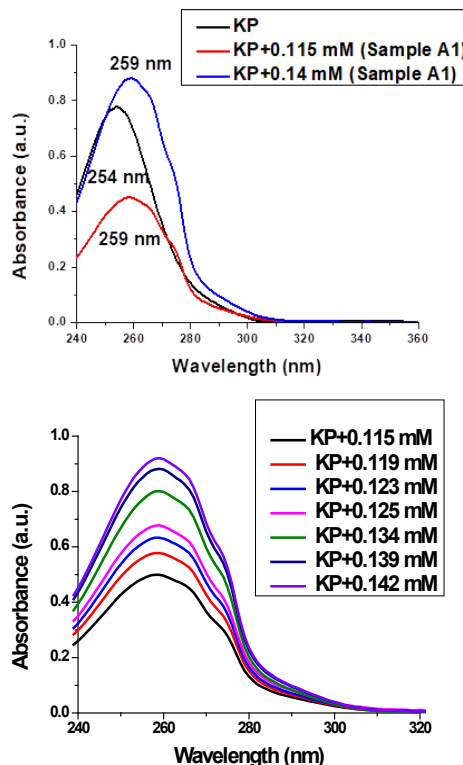 KP
KP+0.115 mM (Sample A1)
KP+0.14 mM (Sample A1)
259 nm
254 nm
259 nm
Absorbance (a.u.)
1.0
0.8
0.6
0.4
0.2
0.0
240 260 280 300 320 340 360
Wavelength (nm)
KP+0.115 mM
KP+0.119 mM
KP+0.123 mM
KP+0.125 mM
KP+0.134 mM
KP+0.139 mM
KP+0.142 mM
Absorbance (a.u.)
1.0
0.8
0.6
0.4
0.2
0.0
240 260 280 300 320
Wavelength (nm)